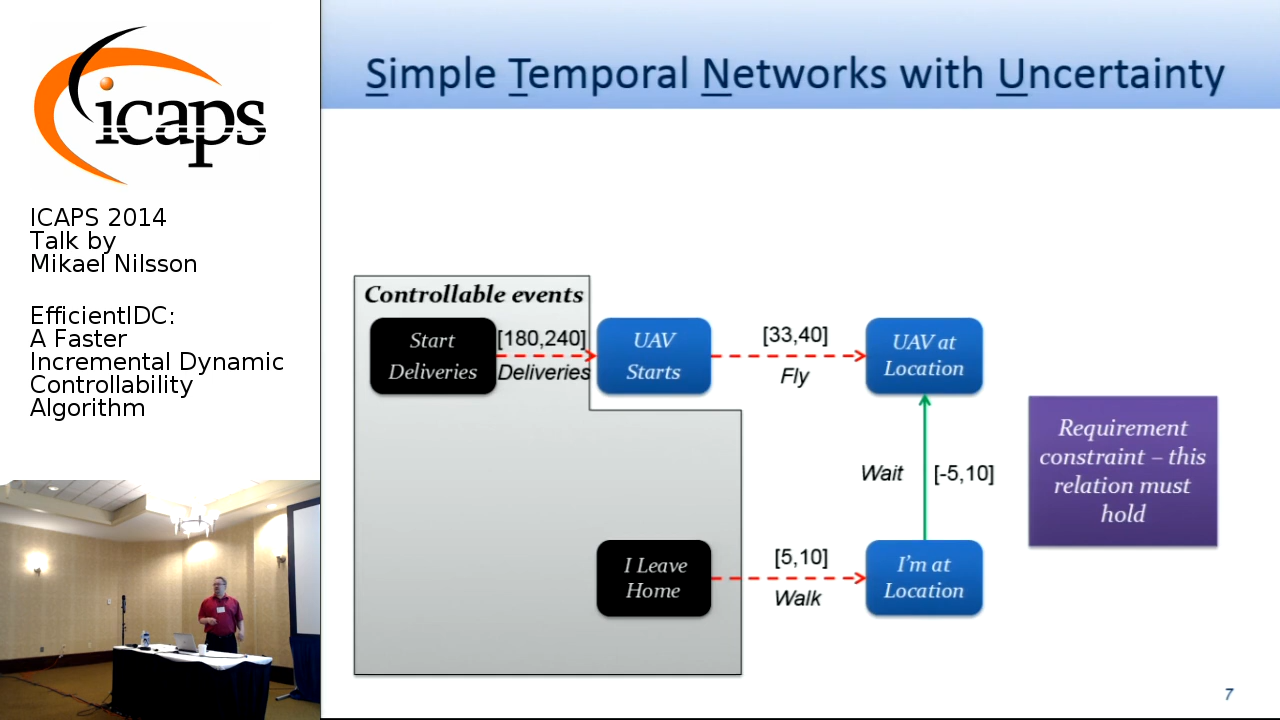 icaps
ICAPS 2014
Talk by
Mikael Nilsson
EfficientIDC:
A Faster
Incremental Dynamic
Controllability
Algorithm
Simple Temporal Networks with Uncertainty
Controllable events
Start
Deliveries
[180,240]
Deliveries
UAV
Starts
[33,40]
Fly
UAV at
Location
Wait
[-5,10]
Requirement
constraint – this
relation must
hold
I Leave
Home
[5,10]
Walk
I'm at
Location
7